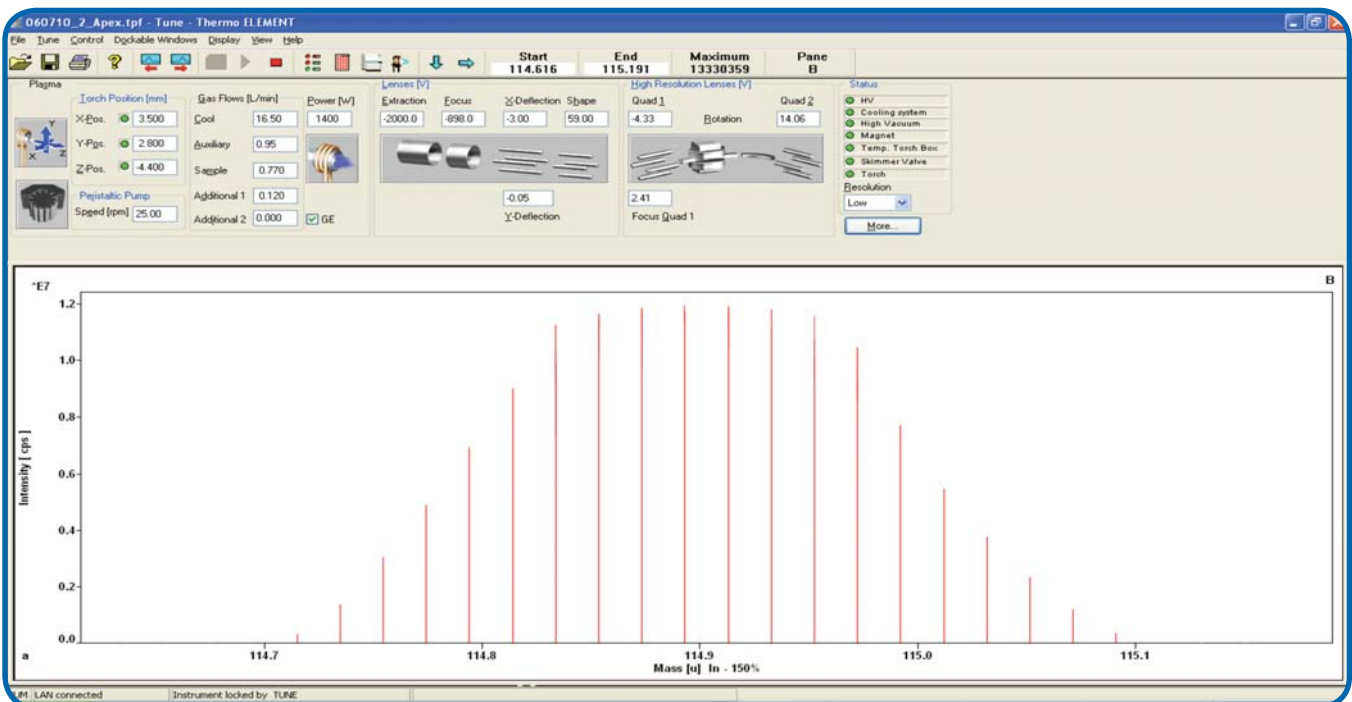 060710_2_Apex.tpf - Tune - Thermo ELEMENT
File Tune Control Dockable Windows Display View Help
Start End Maximum Pane
114.616 115.191 13330359 B
Plasma Lenses [V] High Resolution Lenses [V] Status
Torch Position [mm] Gas Flows [L/min] Power [W] Extraction Focus X-Deflection Shape Quad 1 Quad 2 HV
X-Pos. 3.500 Cool 16.50 1400 -2000.0 -898.0 -3.00 59.00 -4.33 Rotation 14.06 Cooling system
High Vacuum
Y-Pos. 2.800 Auxiliary 0.95 Magnet
Temp. Torch Box
Z-Pos. -4.400 Sample 0.770 Skimmer Valve
Torch
Peristaltic Pump Additional 1 0.120 -0.05 2.41 Resolution
Speed [rpm] 25.00 Low
Additional 2 0.000 GE Y-Deflection Focus Quad 1 More...
*E7 B
1.2
1.0
0.8
0.6
0.4
0.2
0.0
Intensity [cps]
a 114.7 114.8 114.9 115.0 115.1
Mass [u] In - 150%
UM LAN connected Instrument locked by TUNE